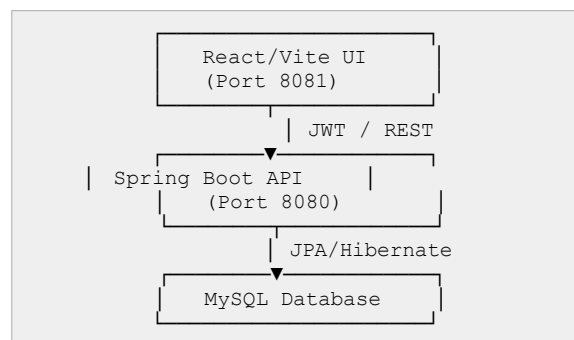 React/Vite UI
(Port 8081)
JWT / REST
Spring Boot API
(Port 8080)
JPA/Hibernate
MySQL Database